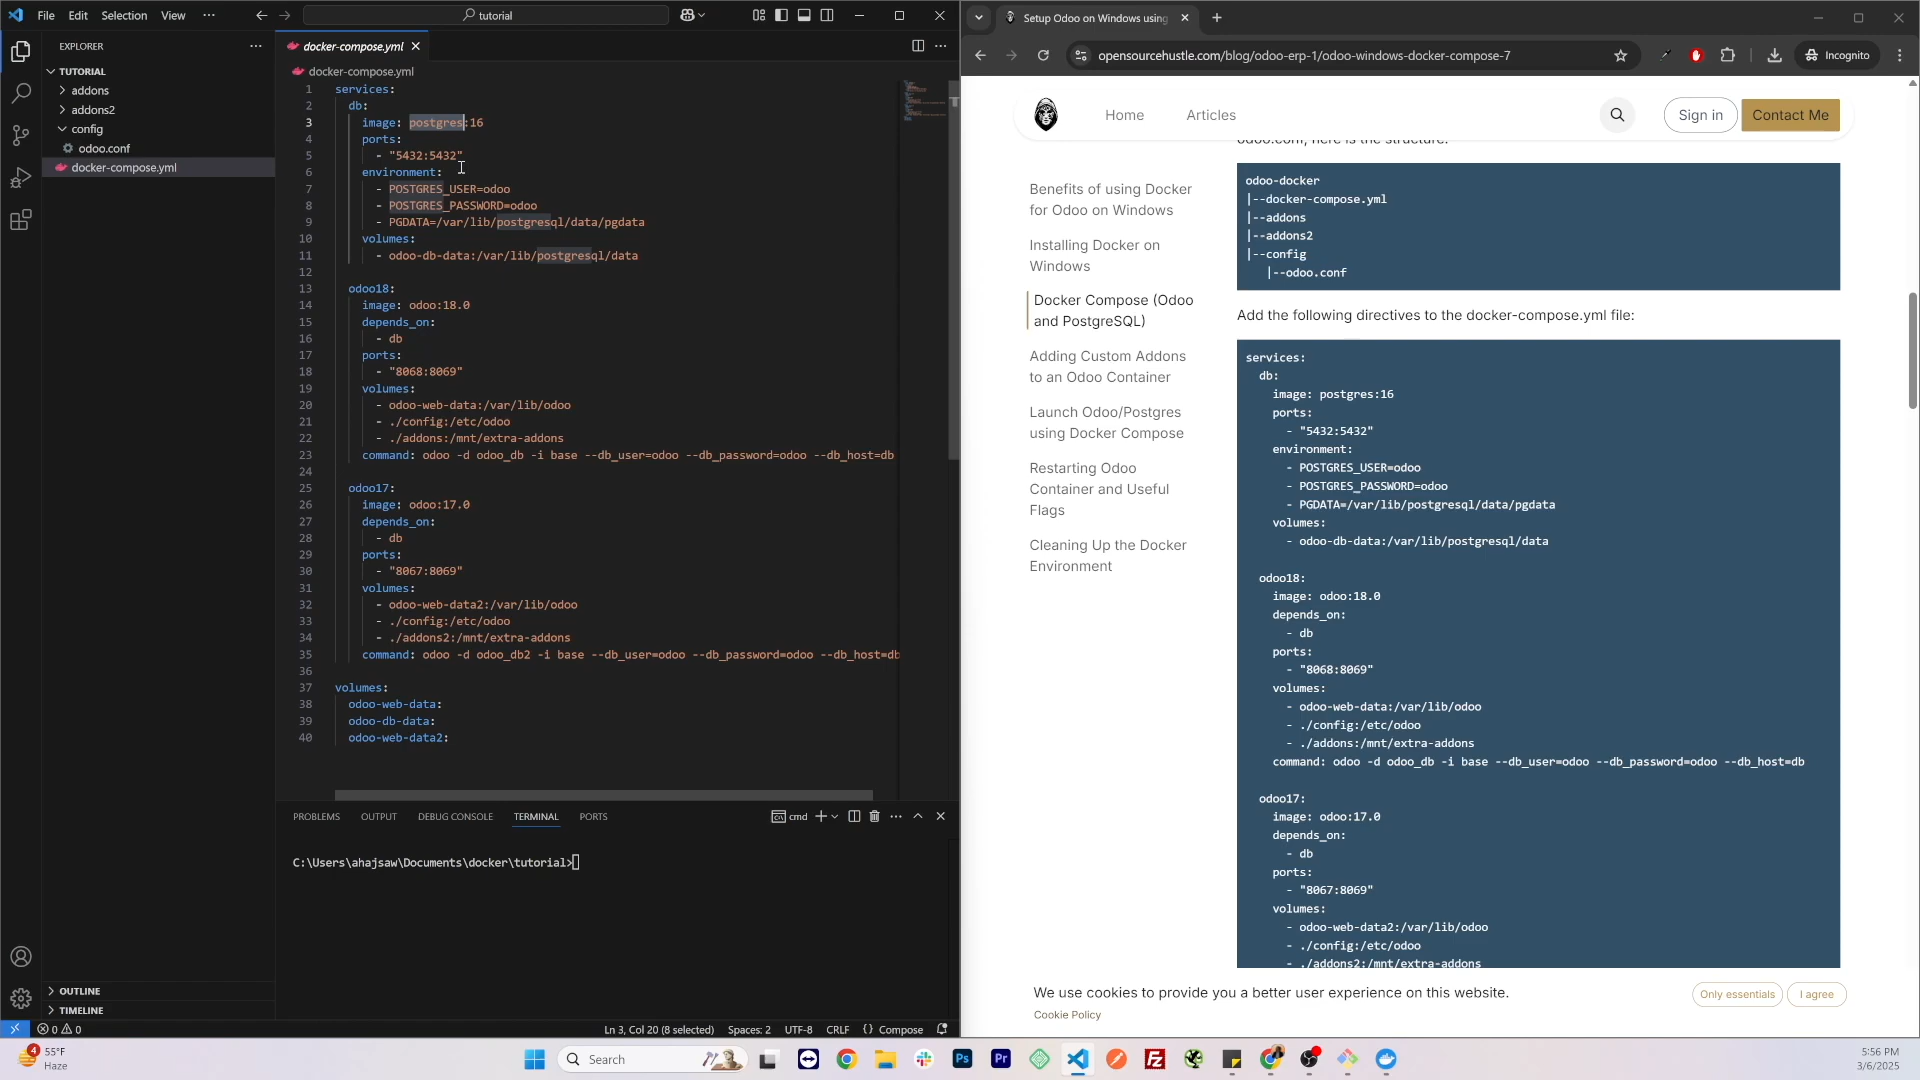 File Edit Selection View ···
tutorial
EXPLORER ···
TUTORIAL
addons
addons2
config
odoo.conf
docker-compose.yml
OUTLINE
TIMELINE
docker-compose.yml
docker-compose.yml
1 services:
2 db:
3 image: postgres:16
4 ports:
5 - "5432:5432"
6 environment:
7 - POSTGRES_USER=odoo
8 - POSTGRES_PASSWORD=odoo
9 - PGDATA=/var/lib/postgresql/data/pgdata
10 volumes:
11 - odoo-db-data:/var/lib/postgresql/data
12
13 odoo18:
14 image: odoo:18.0
15 depends_on:
16 - db
17 ports:
18 - "8068:8069"
19 volumes:
20 - odoo-web-data:/var/lib/odoo
21 - ./config:/etc/odoo
22 - ./addons:/mnt/extra-addons
23 command: odoo -d odoo_db -i base --db_user=odoo --db_password=odoo --db_host=db
24
25 odoo17:
26 image: odoo:17.0
27 depends_on:
28 - db
29 ports:
30 - "8067:8069"
31 volumes:
32 - odoo-web-data2:/var/lib/odoo
33 - ./config:/etc/odoo
34 - ./addons2:/mnt/extra-addons
35 command: odoo -d odoo_db2 -i base --db_user=odoo --db_password=odoo --db_host=db
36
37 volumes:
38 odoo-web-data:
39 odoo-db-data:
40 odoo-web-data2:
PROBLEMS OUTPUT DEBUG CONSOLE TERMINAL PORTS
cmd
C:\Users\ahajsaw\Documents\docker\tutorial>
0 0
Ln 3, Col 20 (8 selected) Spaces: 2 UTF-8 CRLF {} Compose
Setup Odoo on Windows using
opensourcehustle.com/blog/odoo-erp-1/odoo-windows-docker-compose-7
Incognito
Home Articles
Sign in Contact Me
Benefits of using Docker
for Odoo on Windows
Installing Docker on
Windows
Docker Compose (Odoo
and PostgreSQL)
Adding Custom Addons
to an Odoo Container
Launch Odoo/Postgres
using Docker Compose
Restarting Odoo
Container and Useful
Flags
Cleaning Up the Docker
Environment
odoo.conf, here is the structure:
odoo-docker
|--docker-compose.yml
|--addons
|--addons2
|--config
|--odoo.conf
Add the following directives to the docker-compose.yml file:
services:
db:
image: postgres:16
ports:
- "5432:5432"
environment:
- POSTGRES_USER=odoo
- POSTGRES_PASSWORD=odoo
- PGDATA=/var/lib/postgresql/data/pgdata
volumes:
- odoo-db-data:/var/lib/postgresql/data
odoo18:
image: odoo:18.0
depends_on:
- db
ports:
- "8068:8069"
volumes:
- odoo-web-data:/var/lib/odoo
- ./config:/etc/odoo
- ./addons:/mnt/extra-addons
command: odoo -d odoo_db -i base --db_user=odoo --db_password=odoo --db_host=db
odoo17:
image: odoo:17.0
depends_on:
- db
ports:
- "8067:8069"
volumes:
- odoo-web-data2:/var/lib/odoo
- ./config:/etc/odoo
- ./addons2:/mnt/extra-addons
We use cookies to provide you a better user experience on this website.
Cookie Policy
Only essentials I agree
4
55°F
Haze
Search
Ps
Pr
5:56 PM
3/6/2025